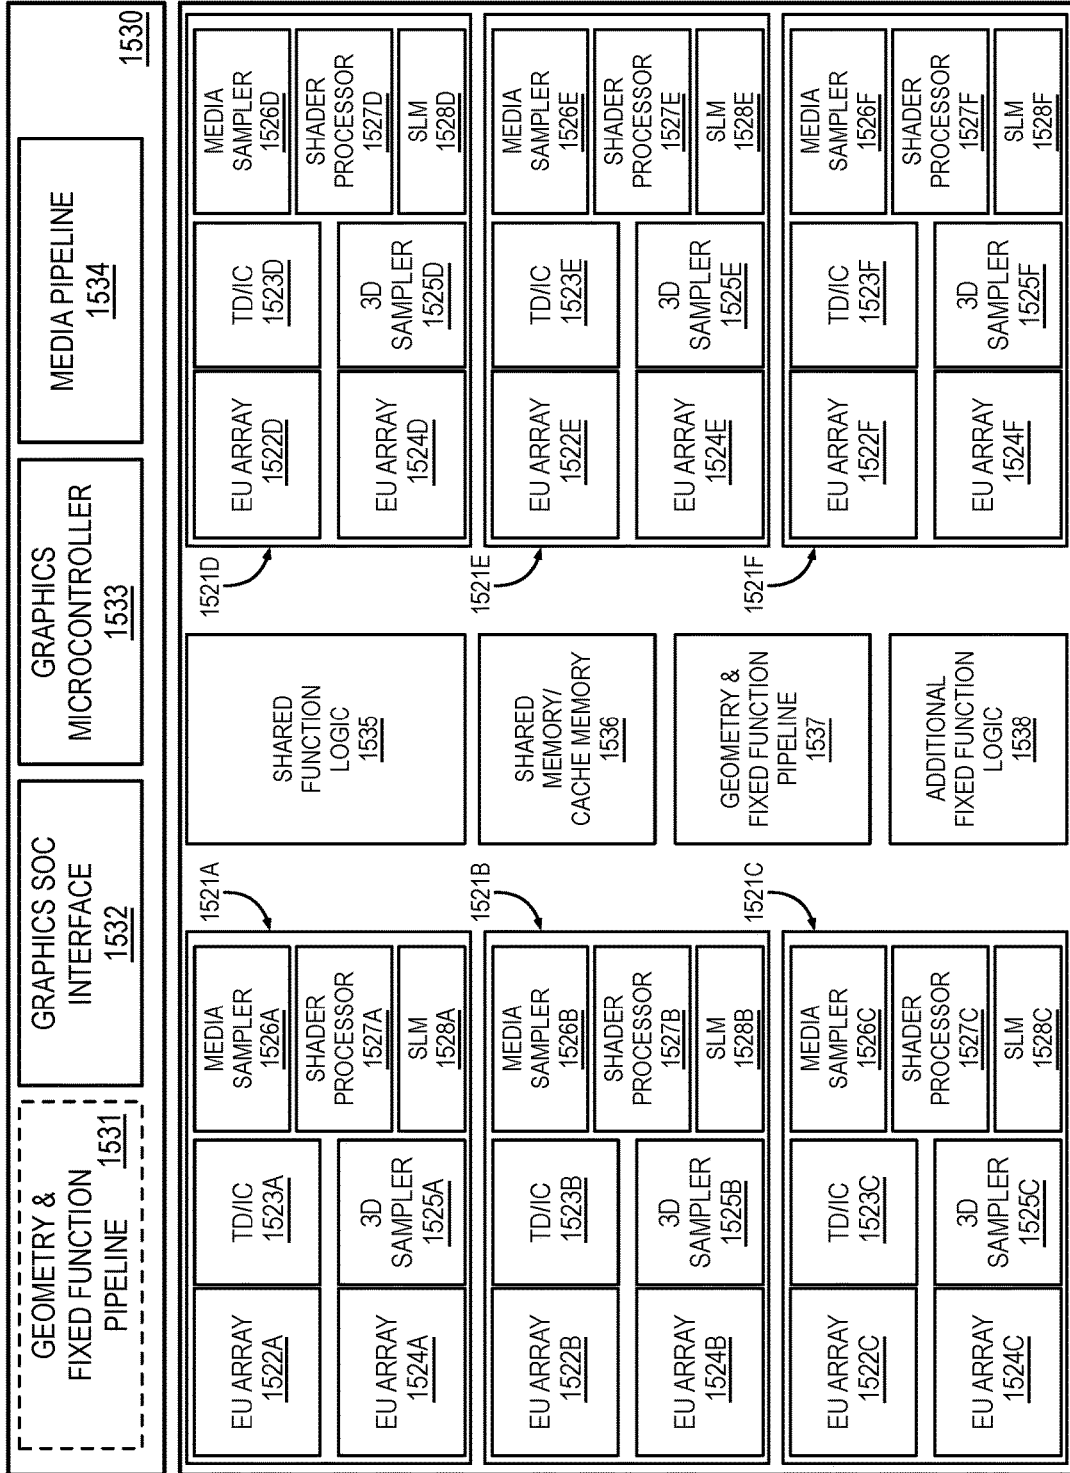 1530
GEOMETRY &
FIXED FUNCTION
PIPELINE
1531
GRAPHICS SOC
INTERFACE
1532
GRAPHICS
MICROCONTROLLER
1533
MEDIA PIPELINE
1534
1521A
EU ARRAY
1522A
TD/IC
1523A
MEDIA
SAMPLER
1526A
SHADER
PROCESSOR
1527A
EU ARRAY
1524A
3D
SAMPLER
1525A
SLM
1528A
SHARED
FUNCTION
LOGIC
1535
1521D
EU ARRAY
1522D
TD/IC
1523D
MEDIA
SAMPLER
1526D
SHADER
PROCESSOR
1527D
EU ARRAY
1524D
3D
SAMPLER
1525D
SLM
1528D
1521B
EU ARRAY
1522B
TD/IC
1523B
MEDIA
SAMPLER
1526B
SHADER
PROCESSOR
1527B
EU ARRAY
1524B
3D
SAMPLER
1525B
SLM
1528B
SHARED
MEMORY/
CACHE MEMORY
1536
1521E
EU ARRAY
1522E
TD/IC
1523E
MEDIA
SAMPLER
1526E
SHADER
PROCESSOR
1527E
EU ARRAY
1524E
3D
SAMPLER
1525E
SLM
1528E
GEOMETRY &
FIXED FUNCTION
PIPELINE
1537
1521C
EU ARRAY
1522C
TD/IC
1523C
MEDIA
SAMPLER
1526C
SHADER
PROCESSOR
1527C
EU ARRAY
1524C
3D
SAMPLER
1525C
SLM
1528C
ADDITIONAL
FIXED FUNCTION
LOGIC
1538
1521F
EU ARRAY
1522F
TD/IC
1523F
MEDIA
SAMPLER
1526F
SHADER
PROCESSOR
1527F
EU ARRAY
1524F
3D
SAMPLER
1525F
SLM
1528F